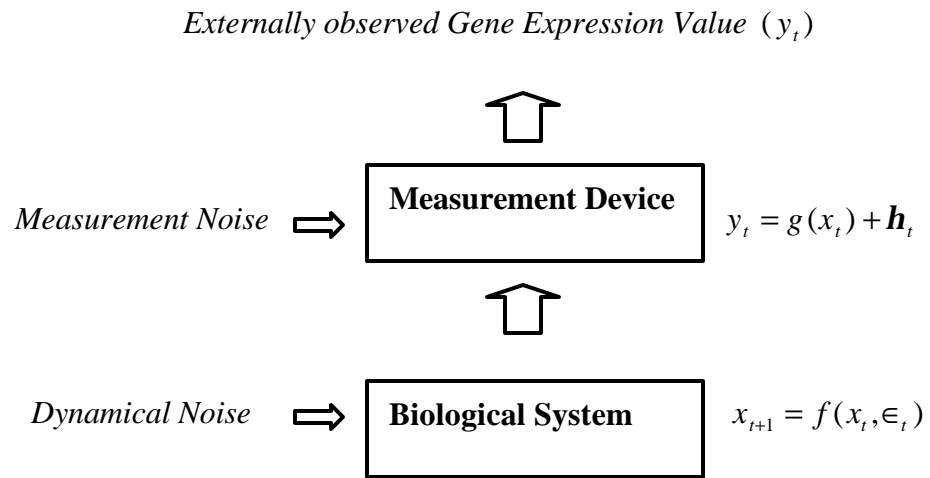 Externally observed Gene Expression Value (y_t)
Measurement Noise
Measurement Device
y_t = g(x_t) + h_t
Dynamical Noise
Biological System
x_{t+1} = f(x_t, ∈_t)